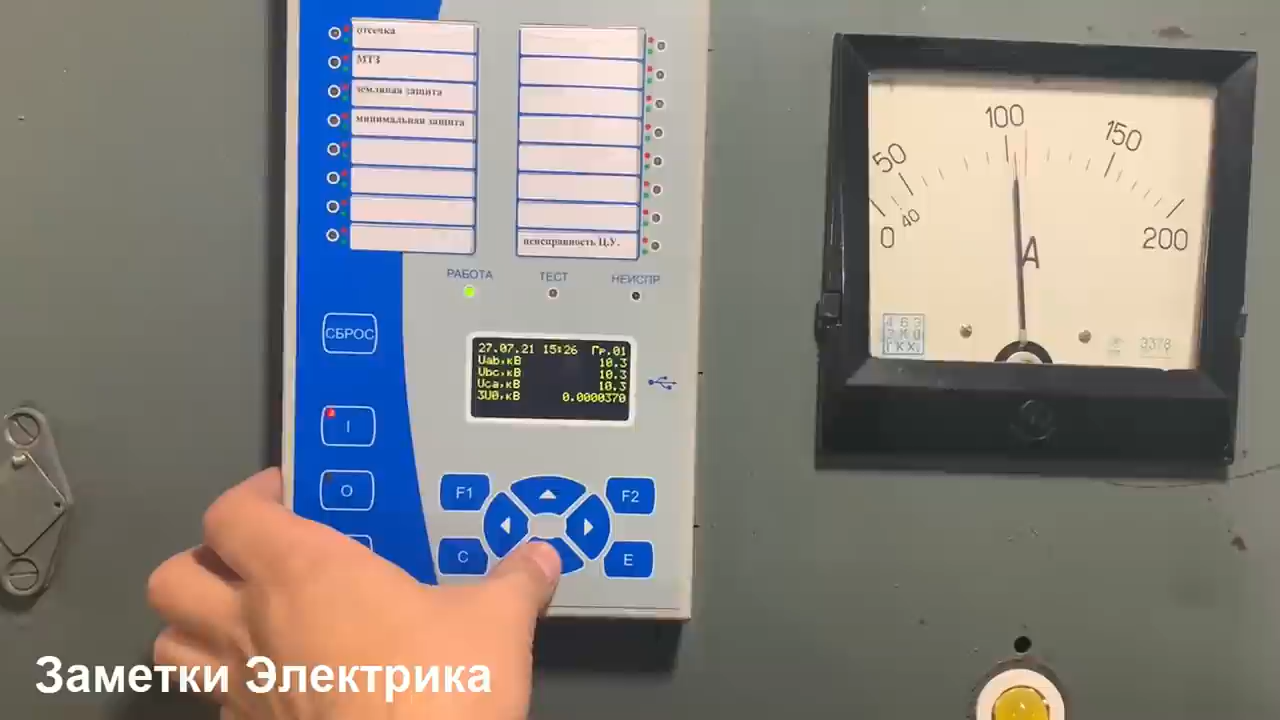 отсечка
МТЗ
земляная защита
минимальная защита
неисправность Ц.У.
РАБОТА
ТЕСТ
НЕИСПР
СБРОС
I
O
27.07.21 15:26 Гр.01
Uab,кВ 10.3
Ubc,кВ 10.3
Uca,кВ 10.3
3U0,кВ 0.0000370
F1
F2
C
E
0
40
50
100
150
200
A
3378
Заметки Электрика